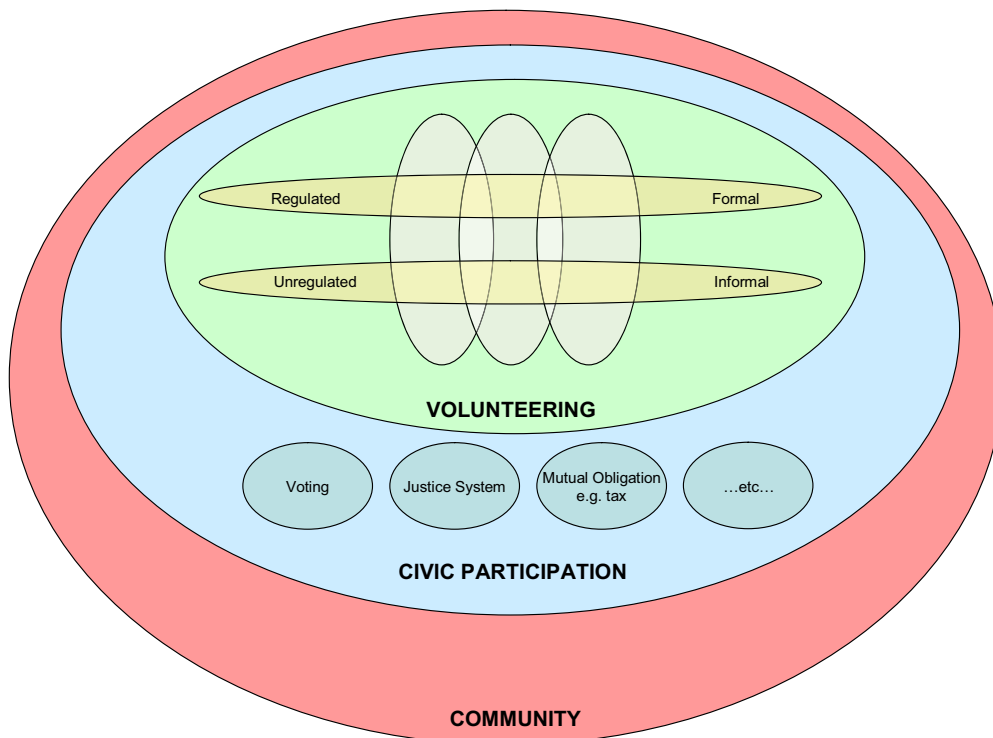 Regulated
Formal
Unregulated
Informal
VOLUNTEERING
Voting
Justice System
Mutual Obligation
e.g. tax
…etc…
CIVIC PARTICIPATION
COMMUNITY